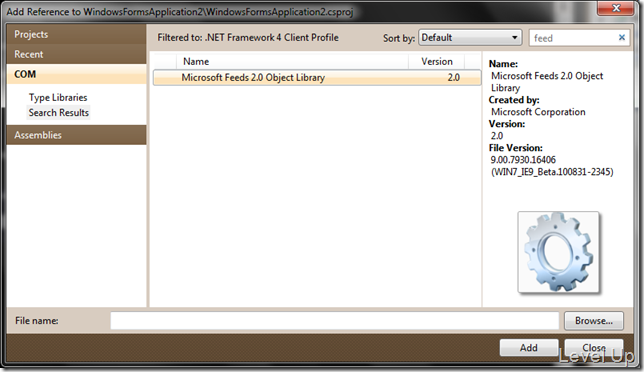 Add Reference to WindowsFormsApplication2\WindowsFormsApplication2.csproj
Projects
Recent
COM
Type Libraries
Search Results
Assemblies
Filtered to: .NET Framework 4 Client Profile
Sort by: Default
feed
Name Version
Microsoft Feeds 2.0 Object Library 2.0
Name:
Microsoft Feeds 2.0 Object
Library
Created by:
Microsoft Corporation
Version:
2.0
File Version:
9.00.7930.16406
(WIN7_IE9_Beta.100831-2345)
File name:
Browse...
Add
Close
Level Up